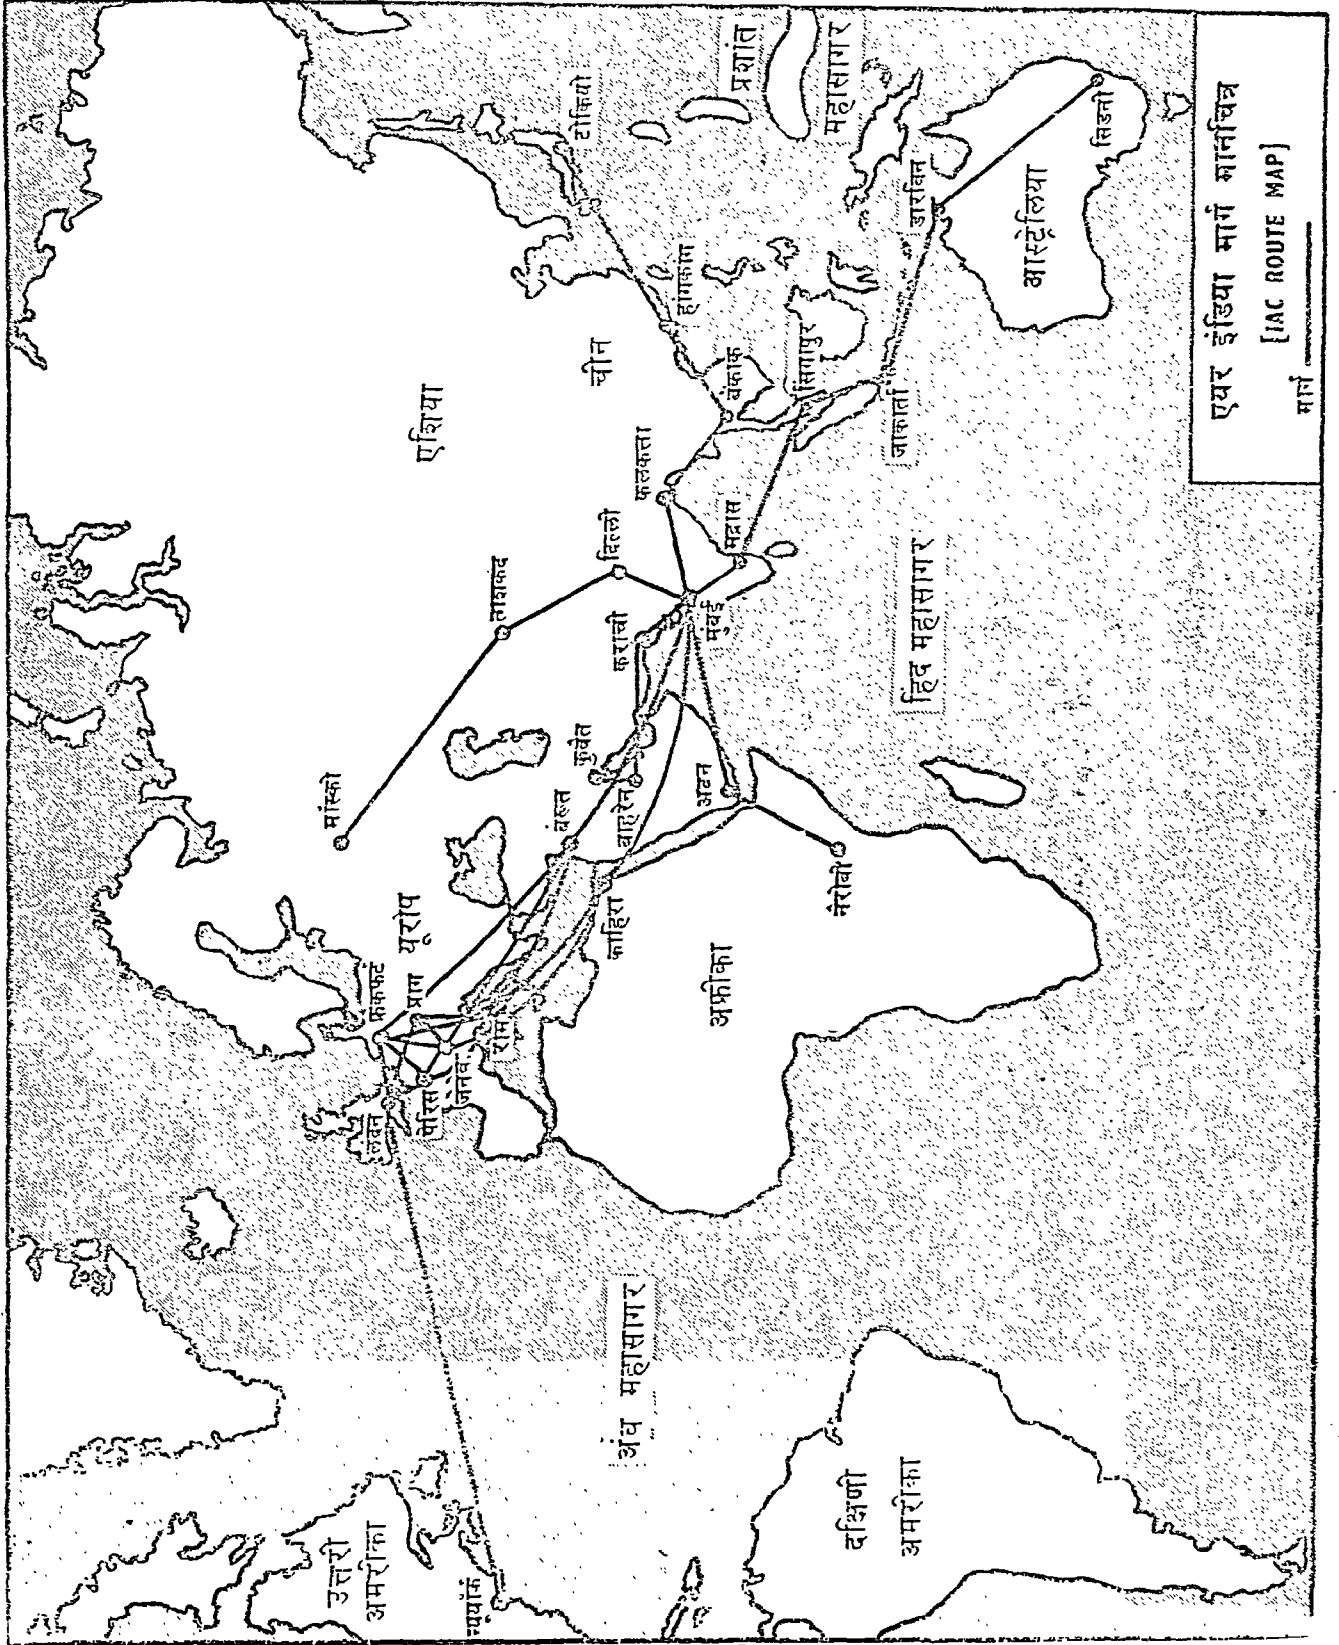 एयर इंडिया मार्ग मानचित्र
[IAC ROUTE MAP]
मार्ग
उत्तरी
अमरीका
न्यूयॉर्क
दक्षिणी
अमरीका
अंध महासागर
लंदन
पेरिस
जेनेवा
फ्रैंकफर्ट
प्राग
रोम
यूरोप
मॉस्को
ताशकंद
एशिया
चीन
बेरुत
काहिरा
कुवैत
बाहरेन
अदन
नैरोबी
अफ्रीका
कराची
दिल्ली
मुंबई
कलकत्ता
मद्रास
हिंद महासागर
बैंकाक
हांगकांग
टोकियो
सिंगापुर
जाकार्ता
डारविन
सिडनी
आस्ट्रेलिया
प्रशांत
महासागर